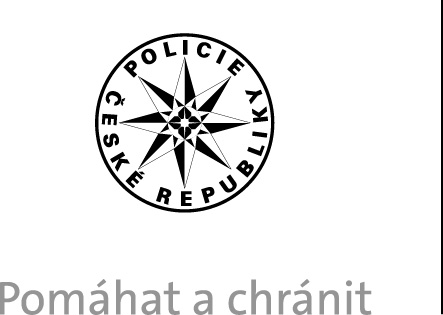 POLICIE
ČESKÉ REPUBLIKY
Pomáhat a chránit